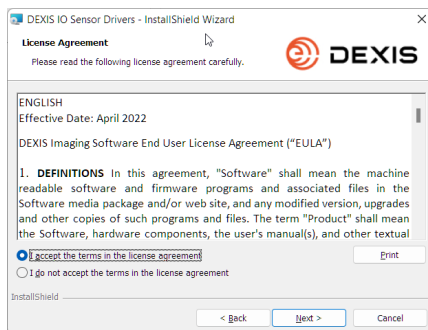 DEXIS IO Sensor Drivers - InstallShield Wizard
License Agreement
Please read the following license agreement carefully.
DEXIS
ENGLISH
Effective Date: April 2022
DEXIS Imaging Software End User License Agreement (“EULA”)
1. DEFINITIONS In this agreement, "Software" shall mean the machine
readable software and firmware programs and associated files in the
Software media package and/or web site, and any modified version, upgrades
and other copies of such programs and files. The term "Product" shall mean
the Software, hardware components, the user's manual(s), and other textual
I accept the terms in the license agreement
Print
I do not accept the terms in the license agreement
InstallShield
< Back
Next >
Cancel